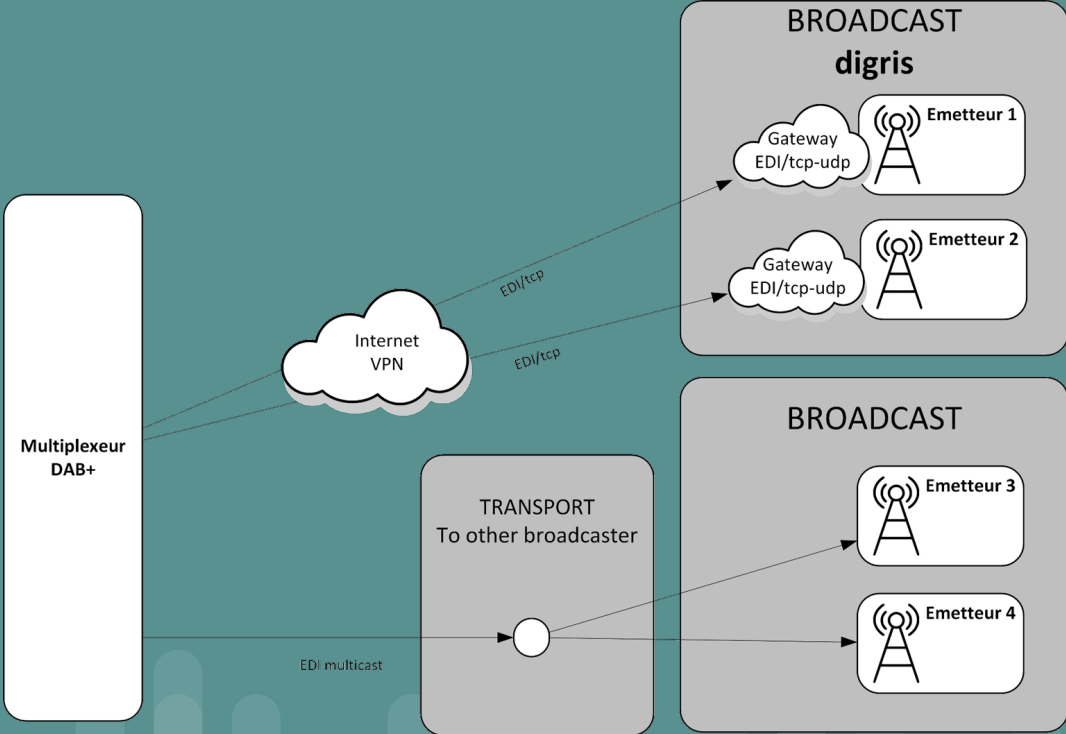 BROADCAST
digris
Gateway
EDI/tcp-udp
Emetteur 1
Gateway
EDI/tcp-udp
Emetteur 2
EDI/tcp
EDI/tcp
Internet
VPN
Multiplexeur
DAB+
TRANSPORT
To other broadcaster
EDI multicast
BROADCAST
Emetteur 3
Emetteur 4